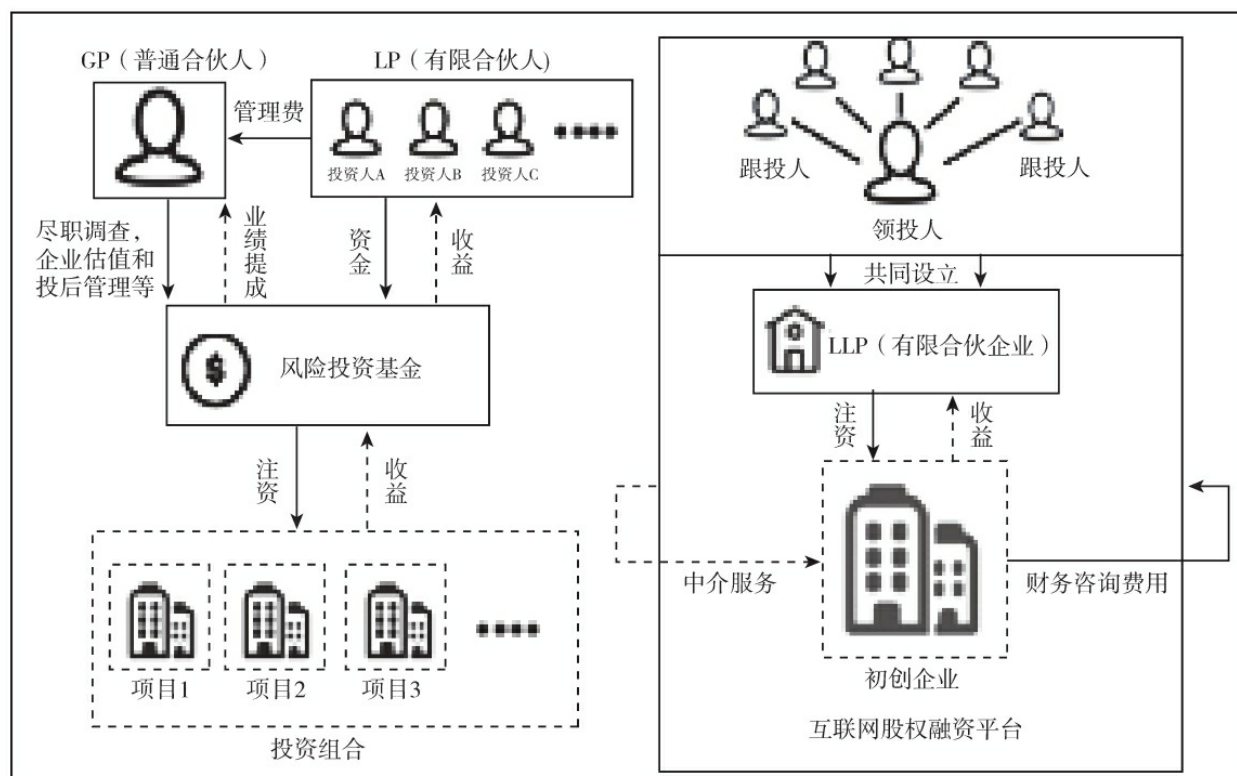 GP（普通合伙人）
LP（有限合伙人)
管理费
投资人A
投资人B
投资人C
尽职调查，
企业估值和
投后管理等
业绩提成
资金
收益
风险投资基金
注资
收益
项目1
项目2
项目3
投资组合
跟投人
跟投人
领投人
共同设立
LLP（有限合伙企业）
注资
收益
中介服务
财务咨询费用
初创企业
互联网股权融资平台